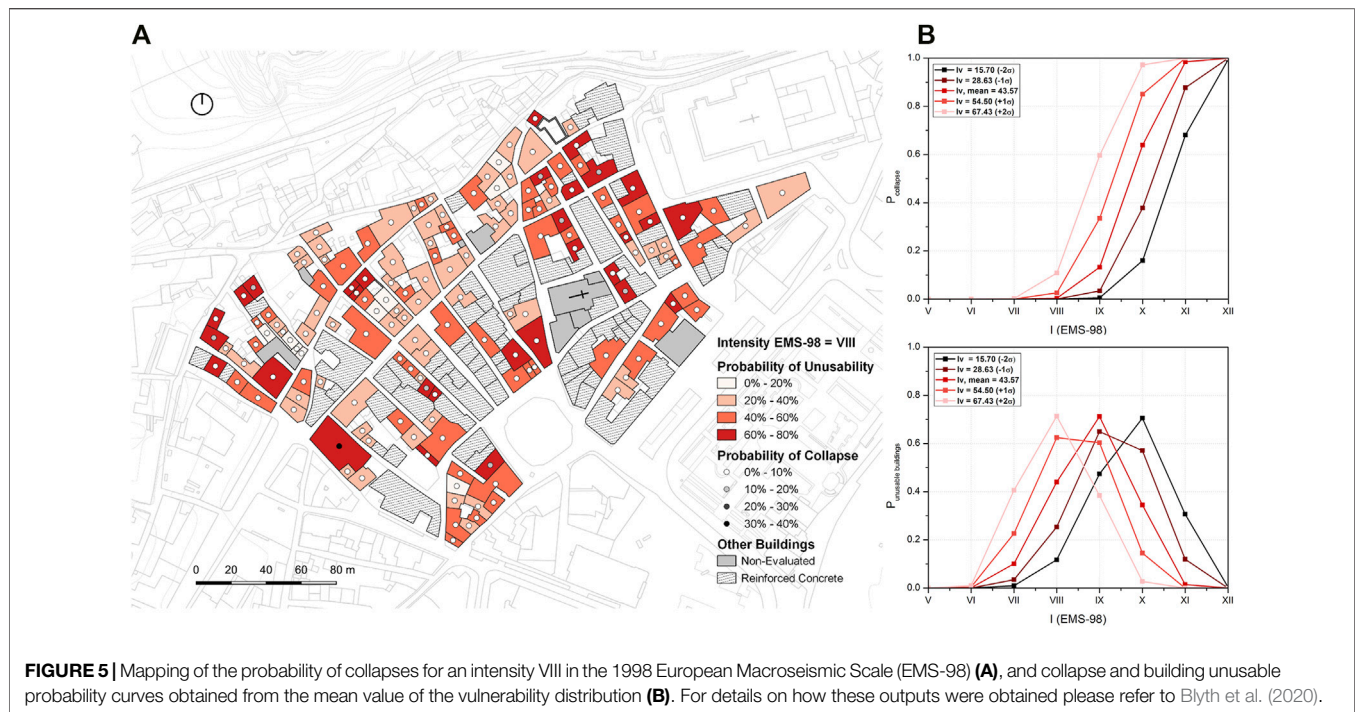 A
Intensity EMS-98 = VIII
Probability of Unusability
0% - 20%
20% - 40%
40% - 60%
60% - 80%
Probability of Collapse
0% - 10%
10% - 20%
20% - 30%
30% - 40%
Other Buildings
Non-Evaluated
Reinforced Concrete
0 20 40 60 80 m
B
Iv = 15.70 (-2σ)
Iv = 28.63 (-1σ)
Iv, mean = 43.57
Iv = 54.50 (+1σ)
Iv = 67.43 (+2σ)
1.0
0.8
0.6
0.4
0.2
0.0
Pcollapse
V VI VII VIII IX X XI XII
I (EMS-98)
Iv = 15.70 (-2σ)
Iv = 28.63 (-1σ)
Iv, mean = 43.57
Iv = 54.50 (+1σ)
Iv = 67.43 (+2σ)
1.0
0.8
0.6
0.4
0.2
0.0
Punusable buildings
V VI VII VIII IX X XI XII
I (EMS-98)
FIGURE 5 | Mapping of the probability of collapses for an intensity VIII in the 1998 European Macroseismic Scale (EMS-98) (A), and collapse and building unusable
probability curves obtained from the mean value of the vulnerability distribution (B). For details on how these outputs were obtained please refer to Blyth et al. (2020).